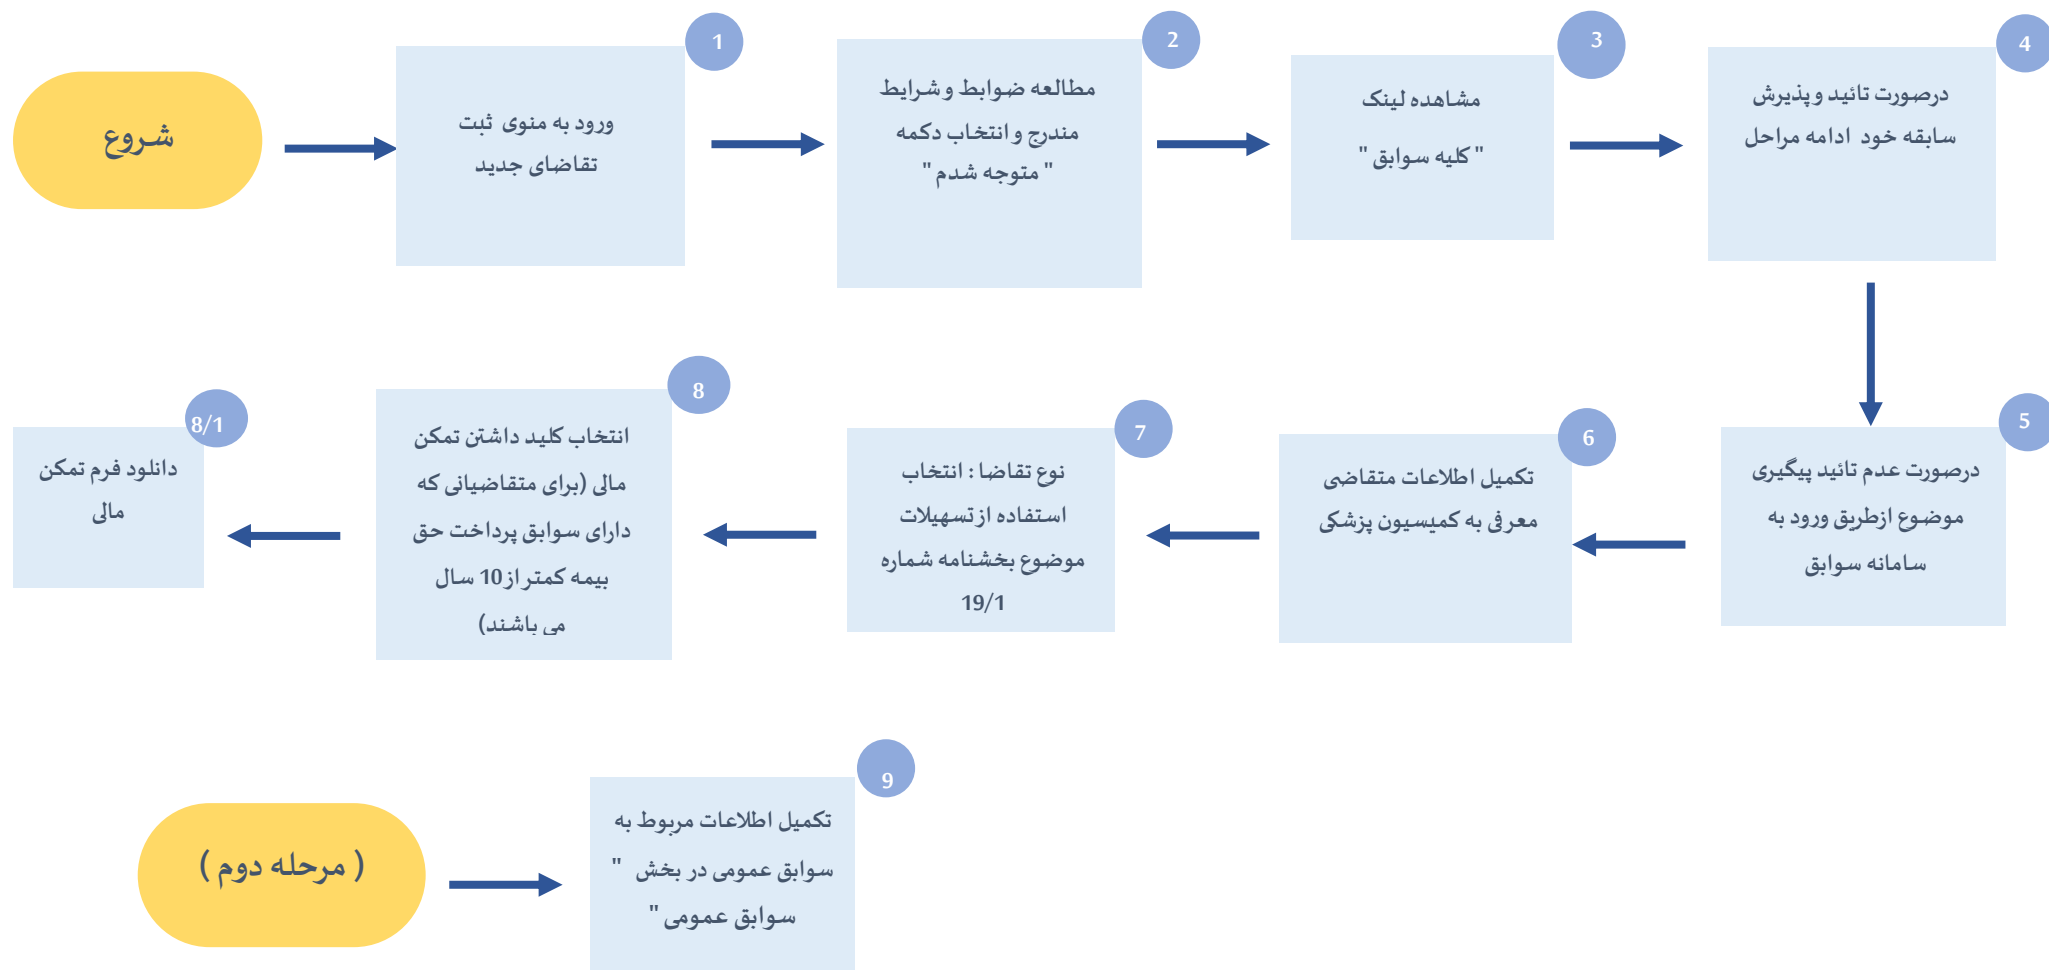 شروع
1
ورود به منوی ثبت
تقاضای جدید
2
مطالعه ضوابط و شرایط
مندرج و انتخاب دکمه
" متوجه شدم "
3
مشاهده لینک
" کلیه سوابق "
4
درصورت تائید و پذیرش
سابقه خود ادامه مراحل
5
درصورت عدم تائید پیگیری
موضوع ازطریق ورود به
سامانه سوابق
6
تکمیل اطلاعات متقاضی
معرفی به کمیسیون پزشکی
7
نوع تقاضا : انتخاب
استفاده از تسهیلات
موضوع بخشنامه شماره
19/1
8
انتخاب کلید داشتن تمکن
مالی (برای متقاضیانی که
دارای سوابق پرداخت حق
بیمه کمتر از 10 سال
می باشند)
8/1
دانلود فرم تمکن
مالی
( مرحله دوم )
9
تکمیل اطلاعات مربوط به
سوابق عمومی در بخش "
سوابق عمومی "